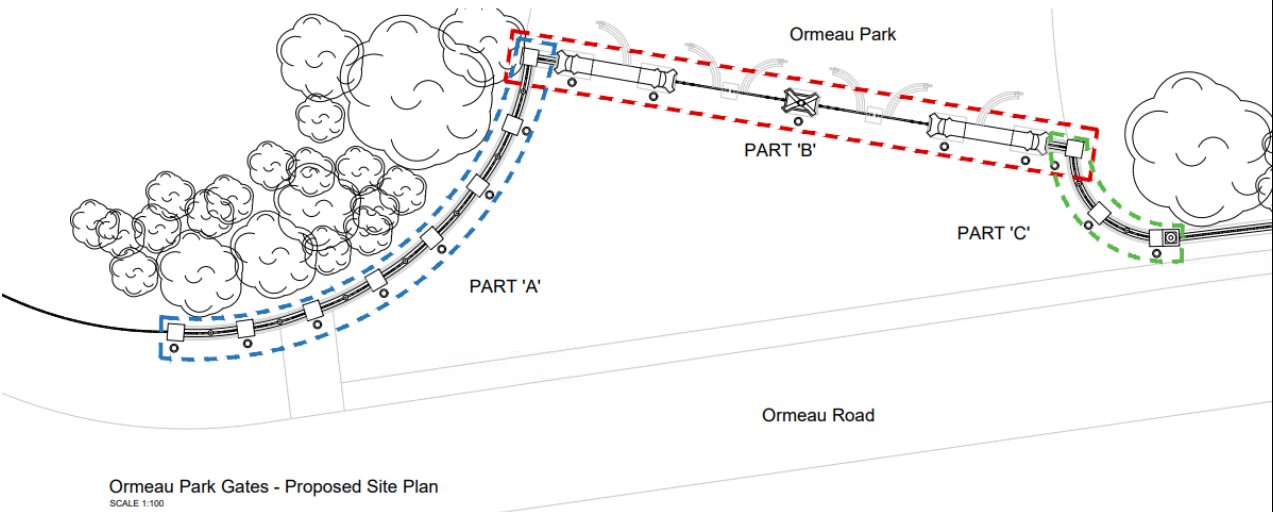 Ormeau Park
PART 'B'
PART 'C'
PART 'A'
Ormeau Road
Ormeau Park Gates - Proposed Site Plan
SCALE 1:100